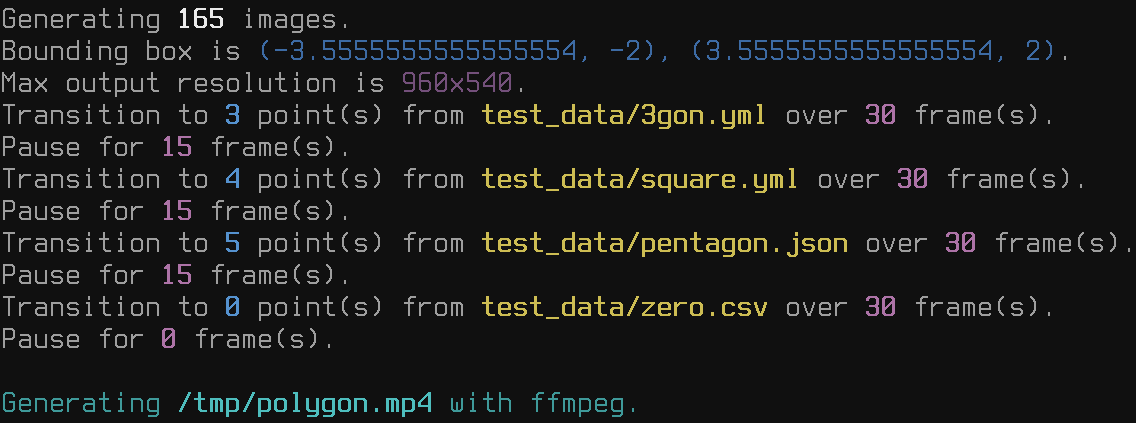 Generating 165 images.
Bounding box is (-3.5555555555555554, -2), (3.5555555555555554, 2).
Max output resolution is 960x540.
Transition to 3 point(s) from test_data/3gon.yml over 30 frame(s).
Pause for 15 frame(s).
Transition to 4 point(s) from test_data/square.yml over 30 frame(s).
Pause for 15 frame(s).
Transition to 5 point(s) from test_data/pentagon.json over 30 frame(s).
Pause for 15 frame(s).
Transition to 0 point(s) from test_data/zero.csv over 30 frame(s).
Pause for 0 frame(s).
Generating /tmp/polygon.mp4 with ffmpeg.